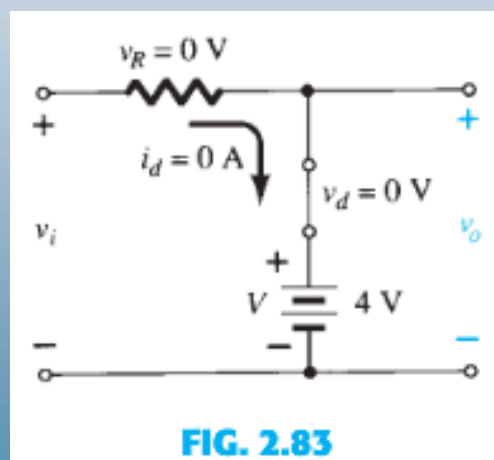 v_R = 0 V
+
+
i_d = 0 A
v_d = 0 V
v_i
v_o
+
V
4 V
−
−
−
FIG. 2.83